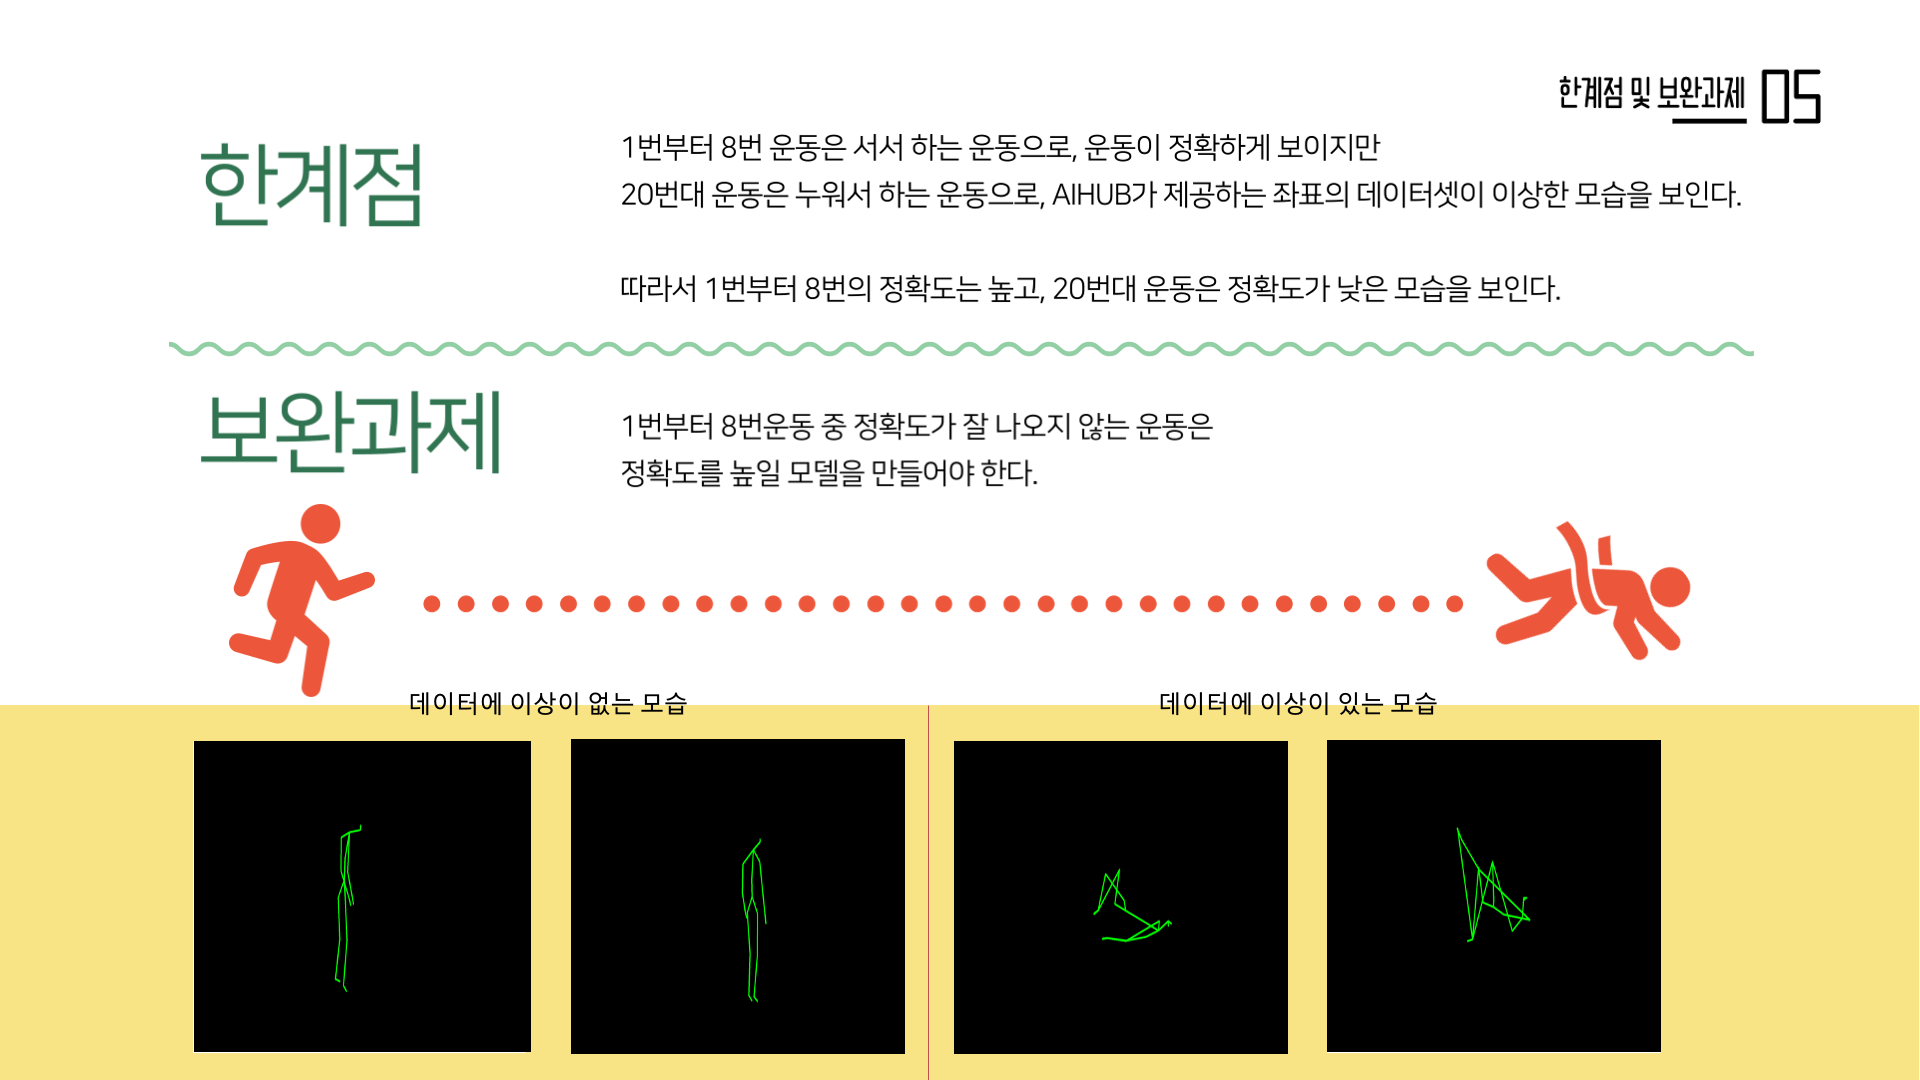 한계점 및 보완과제 05
한계점
1번부터 8번 운동은 서서 하는 운동으로, 운동이 정확하게 보이지만
20번대 운동은 누워서 하는 운동으로, AIHUB가 제공하는 좌표의 데이터셋이 이상한 모습을 보인다.
따라서 1번부터 8번의 정확도는 높고, 20번대 운동은 정확도가 낮은 모습을 보인다.
보완과제
1번부터 8번운동 중 정확도가 잘 나오지 않는 운동은
정확도를 높일 모델을 만들어야 한다.
데이터에 이상이 없는 모습
데이터에 이상이 있는 모습